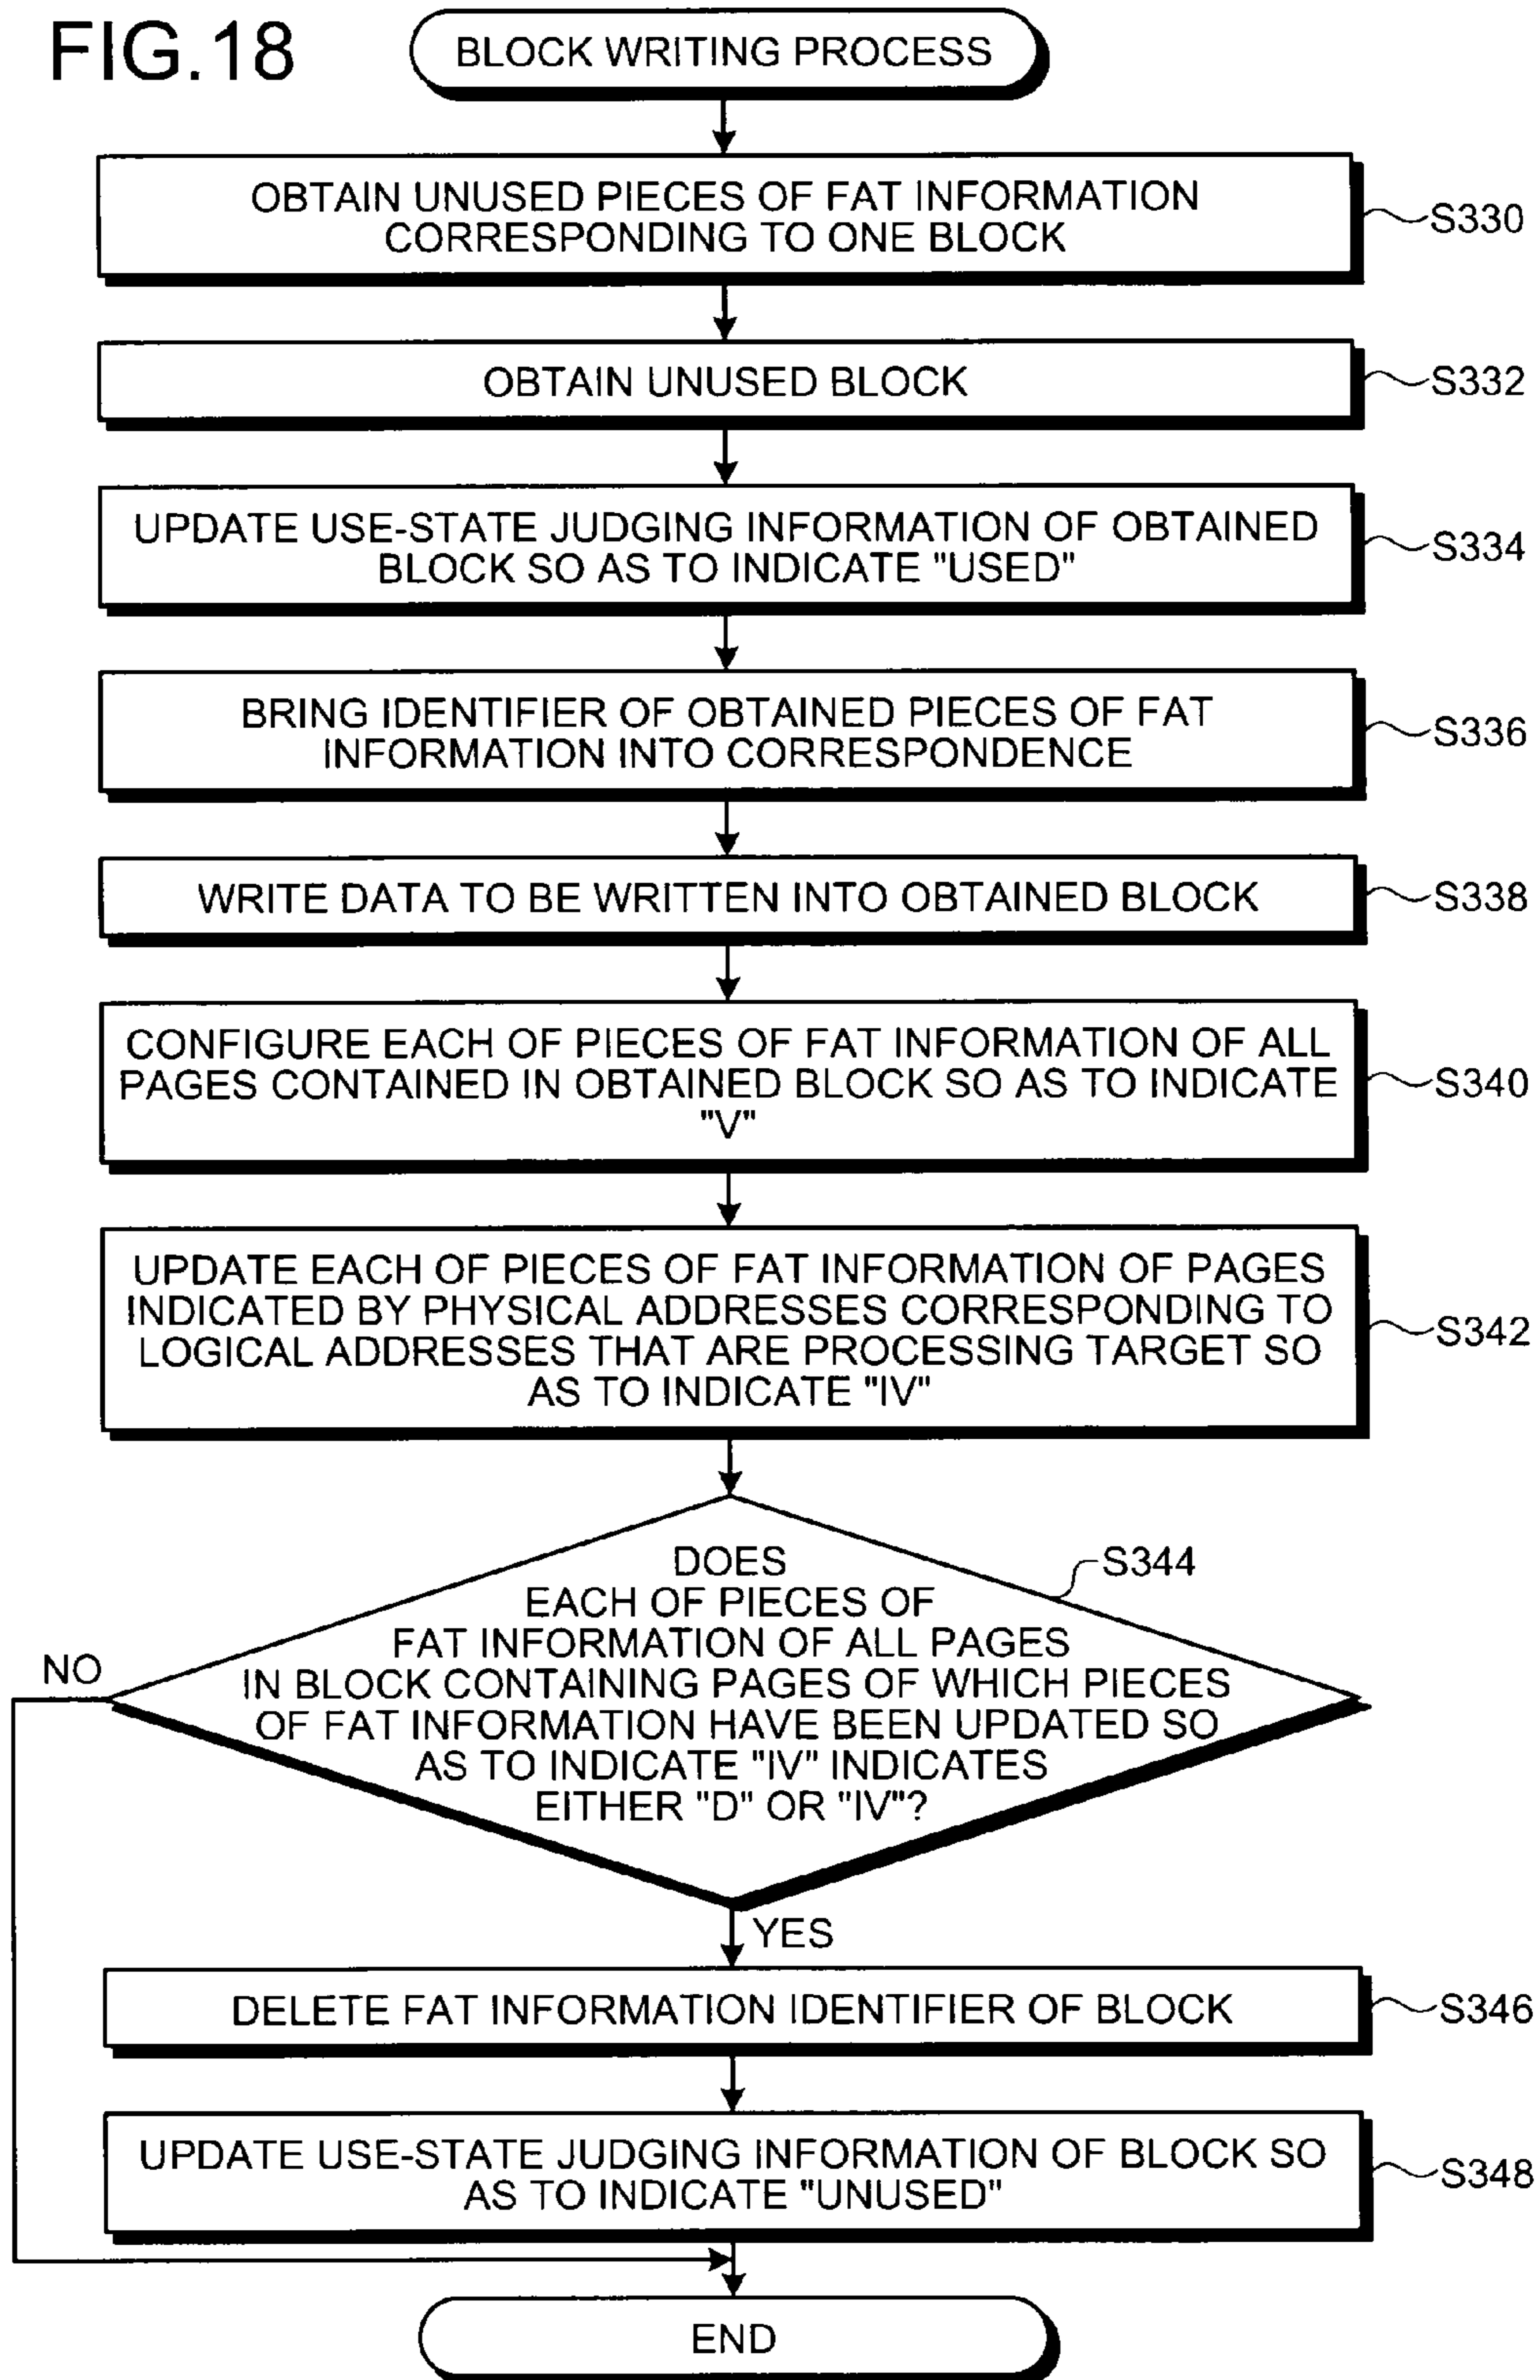 FIG.18
BLOCK WRITING PROCESS
OBTAIN UNUSED PIECES OF FAT INFORMATION
CORRESPONDING TO ONE BLOCK
S330
OBTAIN UNUSED BLOCK
S332
UPDATE USE-STATE JUDGING INFORMATION OF OBTAINED
BLOCK SO AS TO INDICATE "USED"
S334
BRING IDENTIFIER OF OBTAINED PIECES OF FAT
INFORMATION INTO CORRESPONDENCE
S336
WRITE DATA TO BE WRITTEN INTO OBTAINED BLOCK
S338
CONFIGURE EACH OF PIECES OF FAT INFORMATION OF ALL
PAGES CONTAINED IN OBTAINED BLOCK SO AS TO INDICATE
"V"
S340
UPDATE EACH OF PIECES OF FAT INFORMATION OF PAGES
INDICATED BY PHYSICAL ADDRESSES CORRESPONDING TO
LOGICAL ADDRESSES THAT ARE PROCESSING TARGET SO
AS TO INDICATE "IV"
S342
DOES
EACH OF PIECES OF
FAT INFORMATION OF ALL PAGES
IN BLOCK CONTAINING PAGES OF WHICH PIECES
OF FAT INFORMATION HAVE BEEN UPDATED SO
AS TO INDICATE "IV" INDICATES
EITHER "D" OR "IV"?
S344
NO
YES
DELETE FAT INFORMATION IDENTIFIER OF BLOCK
S346
UPDATE USE-STATE JUDGING INFORMATION OF BLOCK SO
AS TO INDICATE "UNUSED"
S348
END